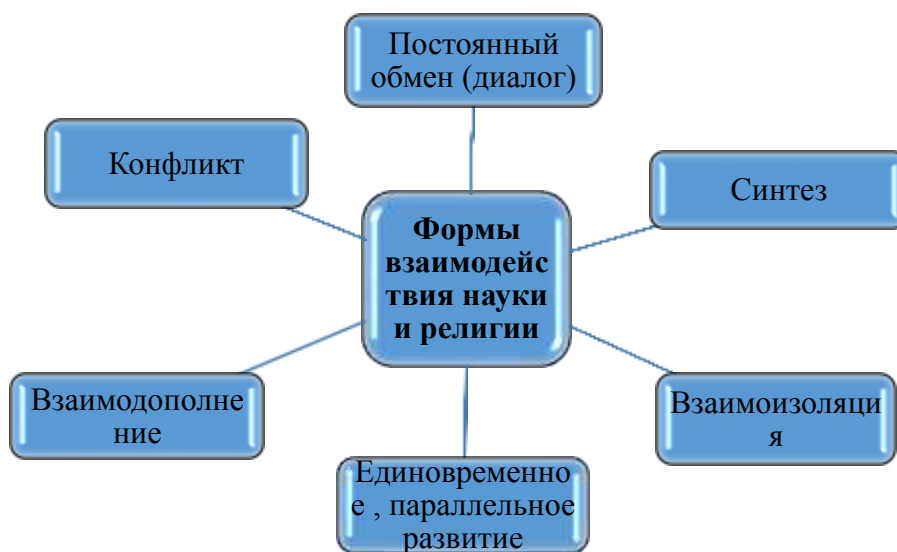 Постоянный
обмен (диалог)
Конфликт
Синтез
Формы
взаимодейс
твия науки
и религии
Взаимодополне
ние
Взаимоизоляци
я
Единовременно
е , параллельное
развитие